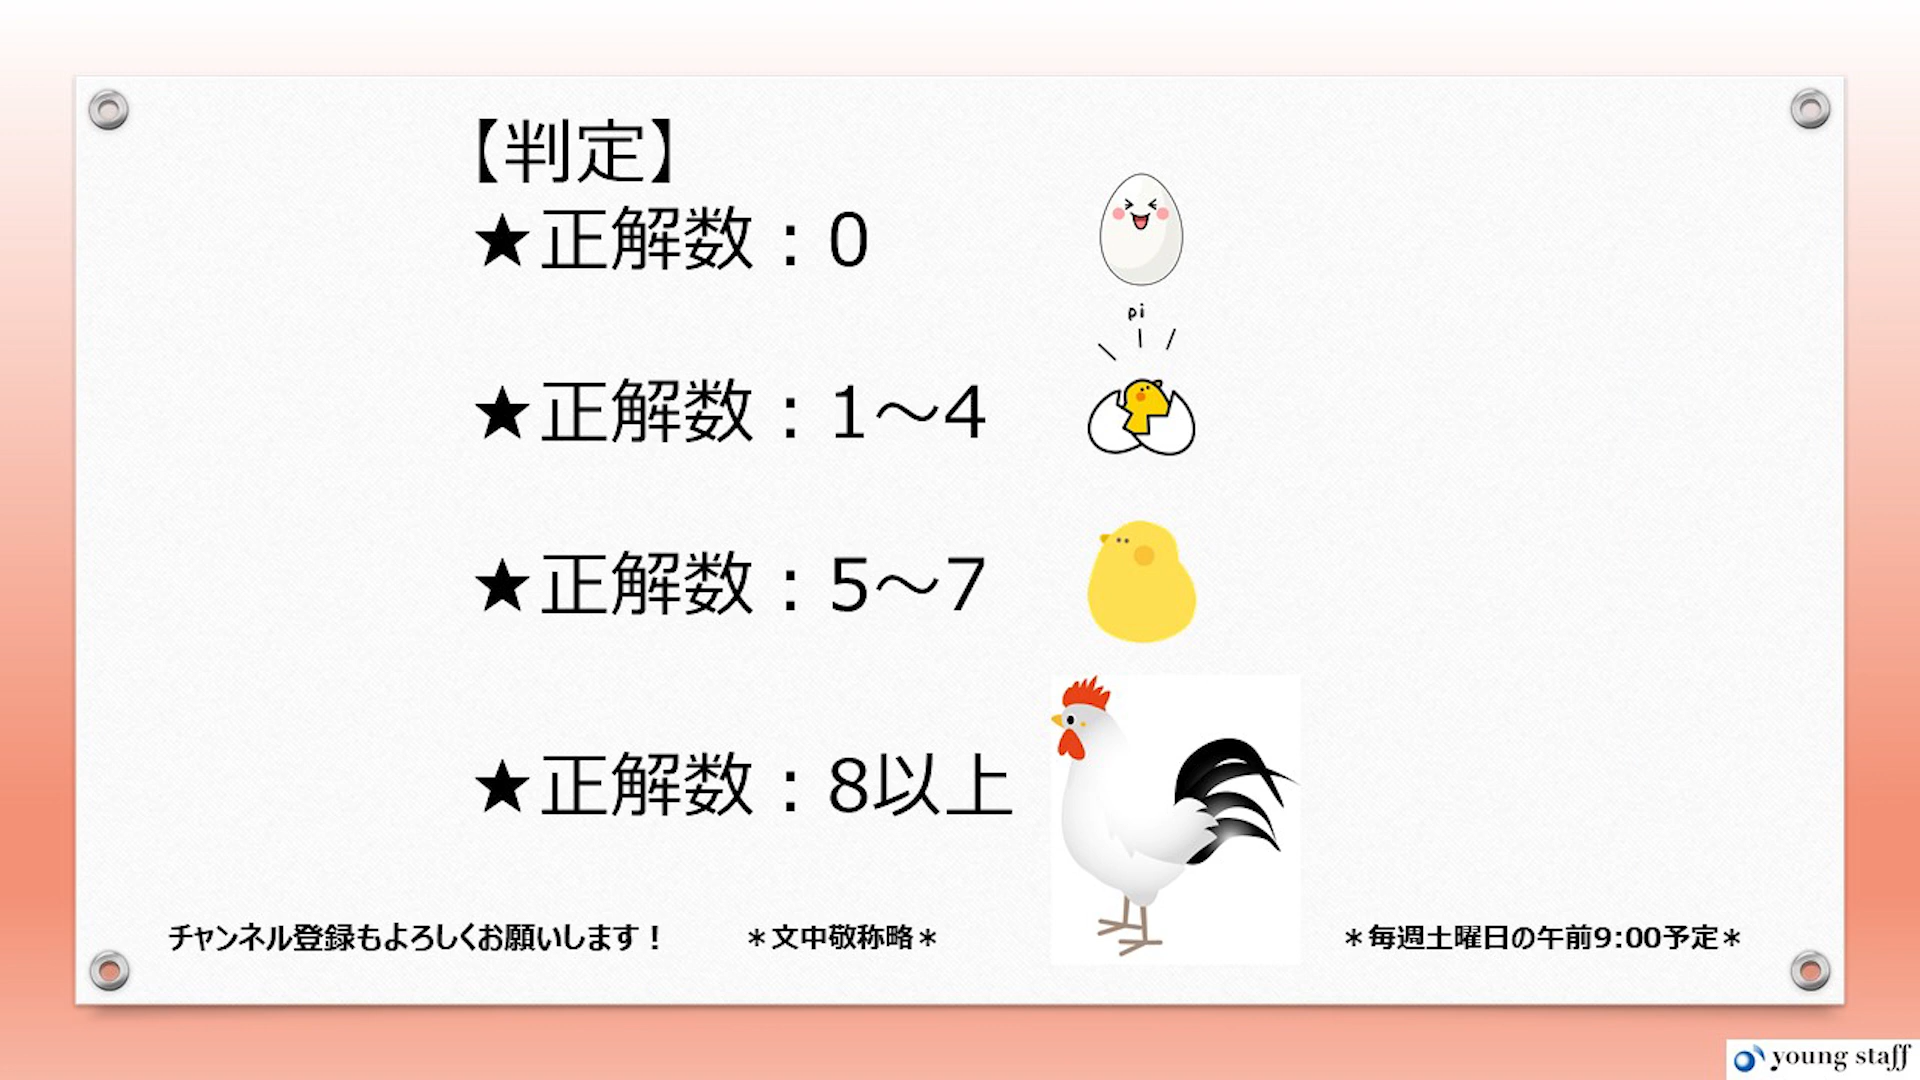 【判定】
★正解数：0
pi
★正解数：1～4
★正解数：5～7
★正解数：8以上
チャンネル登録もよろしくお願いします！ ＊文中敬称略＊ ＊毎週土曜日の午前9:00予定＊
young staff